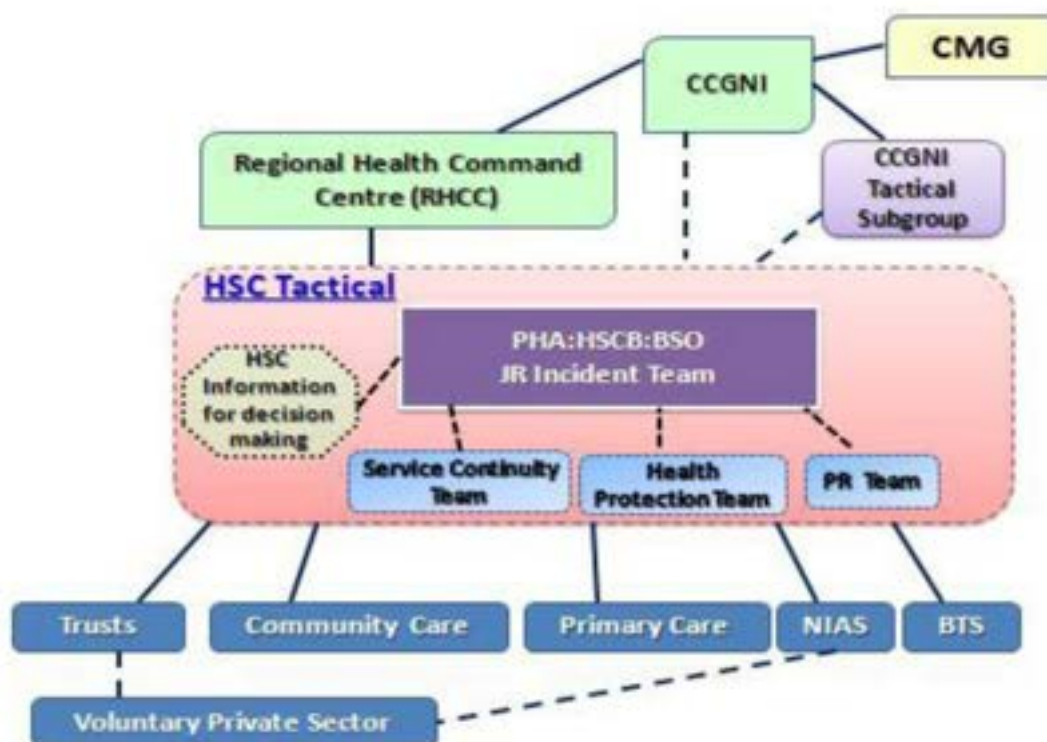 CMG
CCGNI
Regional Health Command
Centre (RHCC)
CCGNI
Tactical
Subgroup
HSC Tactical
PHA:HSCB:BSO
JR Incident Team
HSC
Information
for decision
making
Service Continuity
Team
Health
Protection Team
PR Team
Trusts
Community Care
Primary Care
NIAS
BTS
Voluntary Private Sector